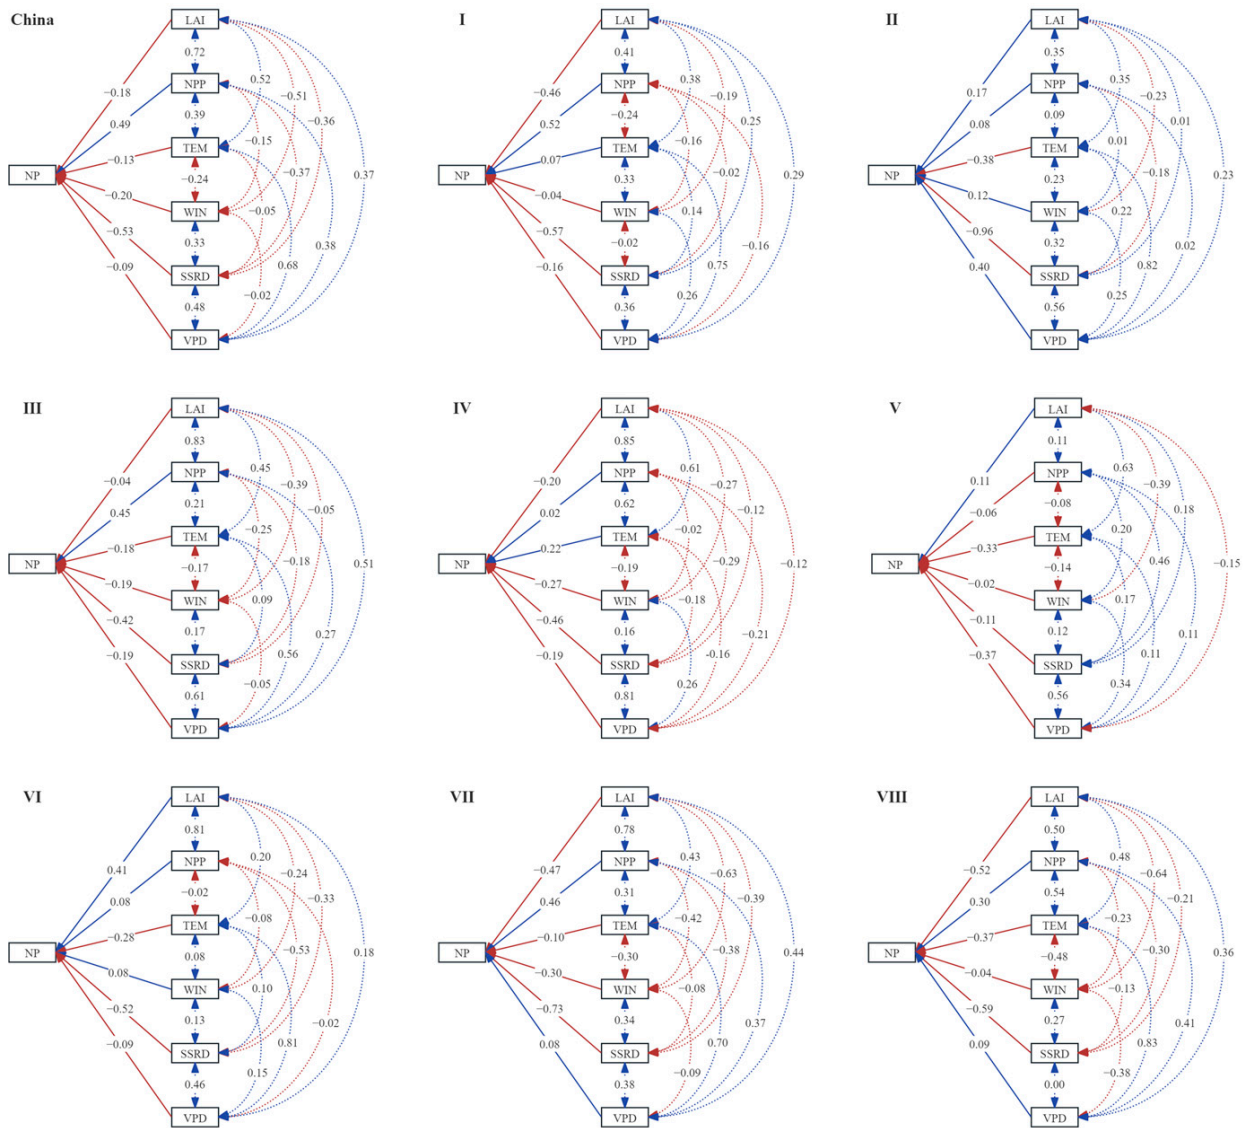 China
LAI
NPP
TEM
NP
WIN
SSRD
VPD
−0.18
0.49
−0.13
−0.20
−0.53
−0.09
0.72
0.39
−0.24
0.33
0.48
0.52
−0.51
−0.36
−0.15
−0.37
0.37
−0.05
0.38
0.68
−0.02
I
LAI
NPP
TEM
NP
WIN
SSRD
VPD
−0.46
0.52
0.07
−0.04
−0.57
−0.16
0.41
−0.24
0.33
−0.02
0.36
0.38
−0.19
0.25
−0.16
−0.02
0.29
0.14
−0.16
0.75
0.26
II
LAI
NPP
TEM
NP
WIN
SSRD
VPD
0.17
0.08
−0.38
0.12
−0.96
0.40
0.35
0.09
0.23
0.32
0.56
0.35
−0.23
0.01
0.01
−0.18
0.23
0.22
0.02
0.82
0.25
III
LAI
NPP
TEM
NP
WIN
SSRD
VPD
−0.04
0.45
−0.18
−0.19
−0.42
−0.19
0.83
0.21
−0.17
0.17
0.61
0.45
−0.39
−0.05
−0.25
−0.18
0.51
0.09
0.27
0.56
−0.05
IV
LAI
NPP
TEM
NP
WIN
SSRD
VPD
−0.20
0.02
0.22
−0.27
−0.46
−0.19
0.85
0.62
−0.19
0.16
0.81
0.61
−0.27
−0.12
−0.02
−0.29
−0.12
−0.18
−0.21
−0.16
0.26
V
LAI
NPP
TEM
NP
WIN
SSRD
VPD
0.11
−0.06
−0.33
−0.02
−0.11
−0.37
0.11
−0.08
−0.14
0.12
0.56
0.63
−0.39
0.18
0.20
0.46
−0.15
0.17
0.11
0.11
0.34
VI
LAI
NPP
TEM
NP
WIN
SSRD
VPD
0.41
0.08
−0.28
0.08
−0.52
−0.09
0.81
−0.02
0.08
0.13
0.46
0.20
−0.24
−0.33
−0.08
−0.53
0.18
0.10
−0.02
0.81
0.15
VII
LAI
NPP
TEM
NP
WIN
SSRD
VPD
−0.47
0.46
−0.10
−0.30
−0.73
0.08
0.78
0.31
−0.30
0.34
0.38
0.43
−0.63
−0.39
−0.42
−0.38
0.44
−0.08
0.37
0.70
−0.09
VIII
LAI
NPP
TEM
NP
WIN
SSRD
VPD
−0.52
0.30
−0.37
−0.04
−0.59
0.09
0.50
0.54
−0.48
0.27
0.00
0.48
−0.64
−0.21
−0.23
−0.30
0.36
−0.13
0.41
0.83
−0.38